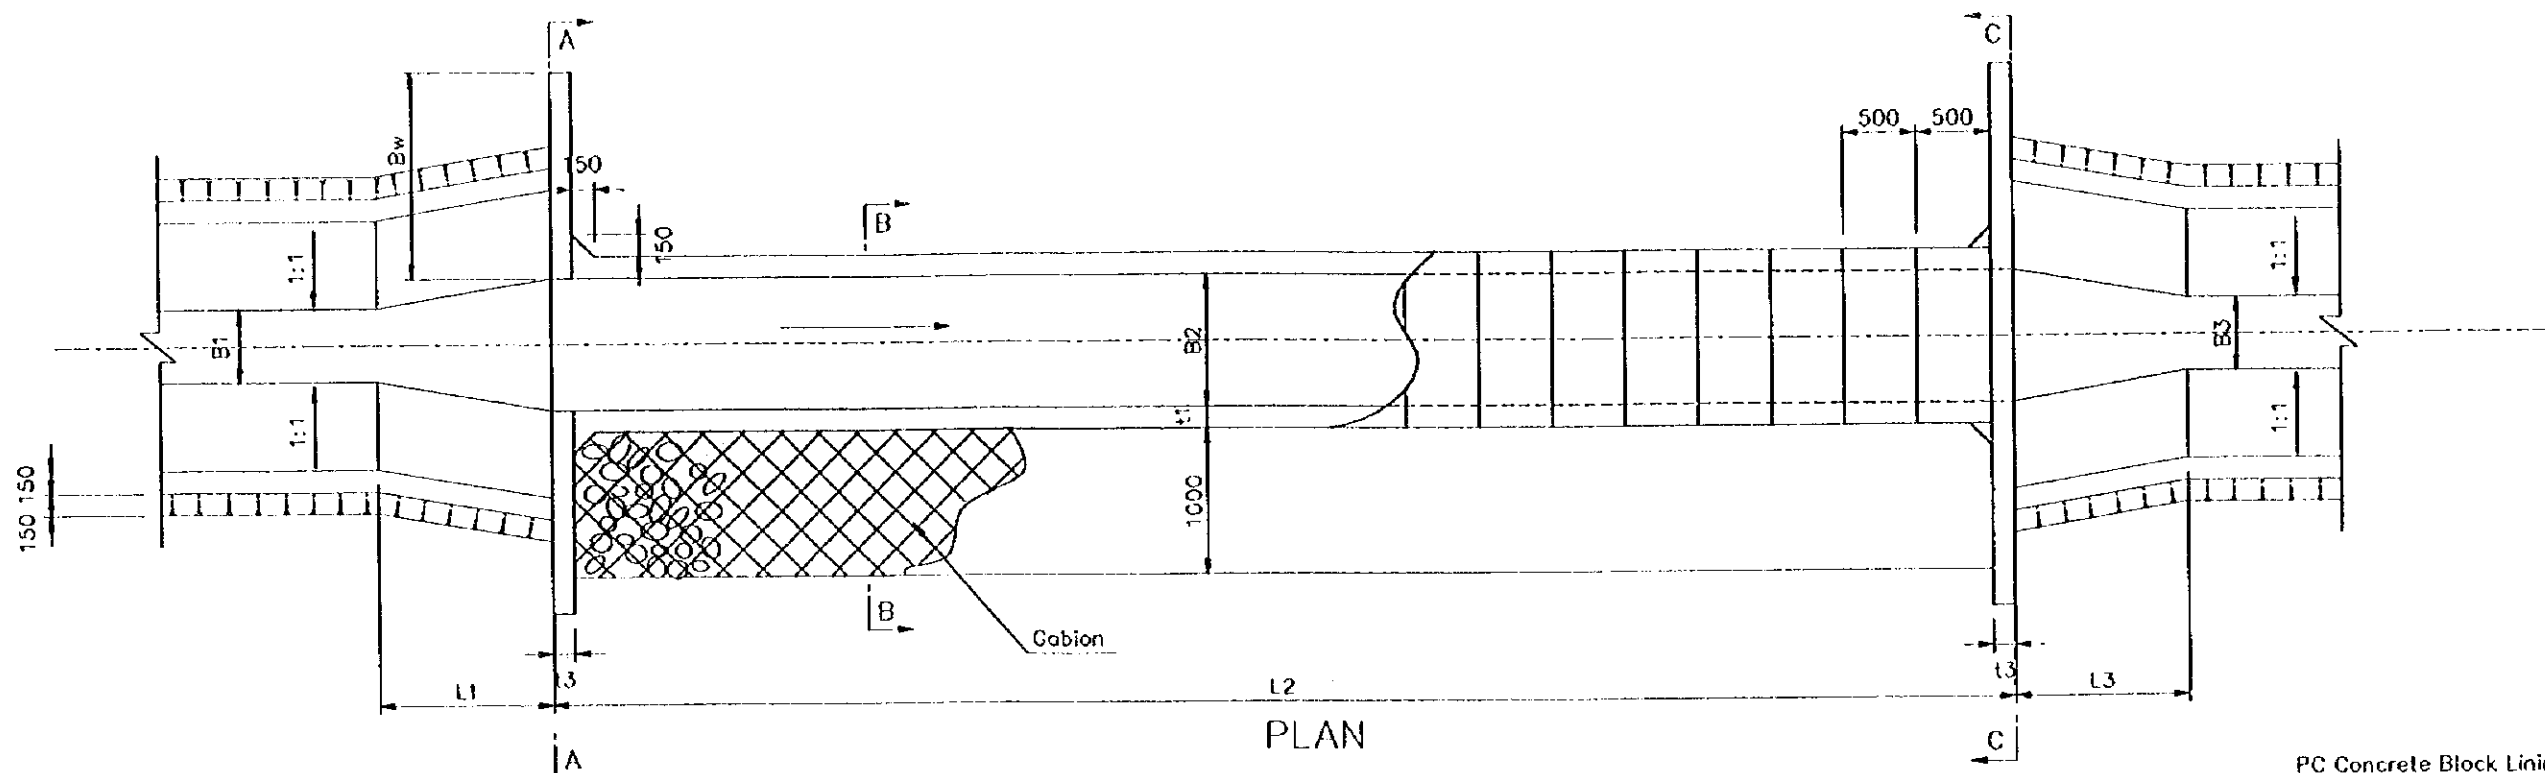 A
C
500 500
Bw
150
B
150
1:1
1:1
B1
B2
B3
t1
1:1
1:1
150 150
1000
B
Gabion
t3
t3
L1
L2
L3
PLAN
A
C
PC Concrete Block Lini